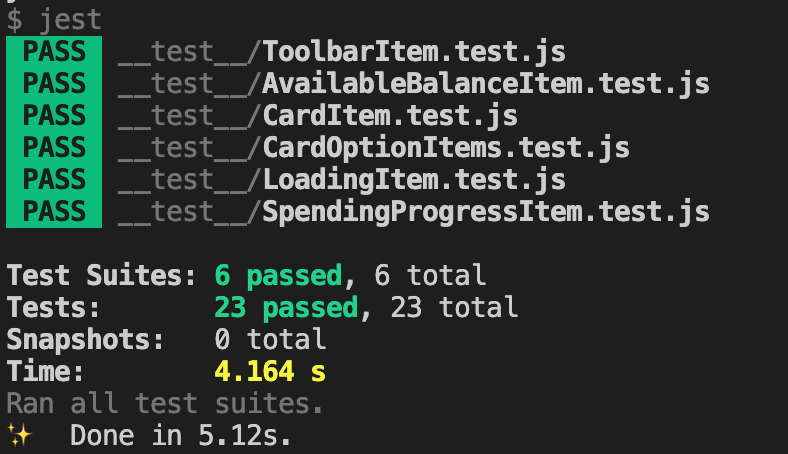 $ jest
PASS __test__/ToolbarItem.test.js
PASS __test__/AvailableBalanceItem.test.js
PASS __test__/CardItem.test.js
PASS __test__/CardOptionItems.test.js
PASS __test__/LoadingItem.test.js
PASS __test__/SpendingProgressItem.test.js
Test Suites: 6 passed, 6 total
Tests: 23 passed, 23 total
Snapshots: 0 total
Time: 4.164 s
Ran all test suites.
✨ Done in 5.12s.